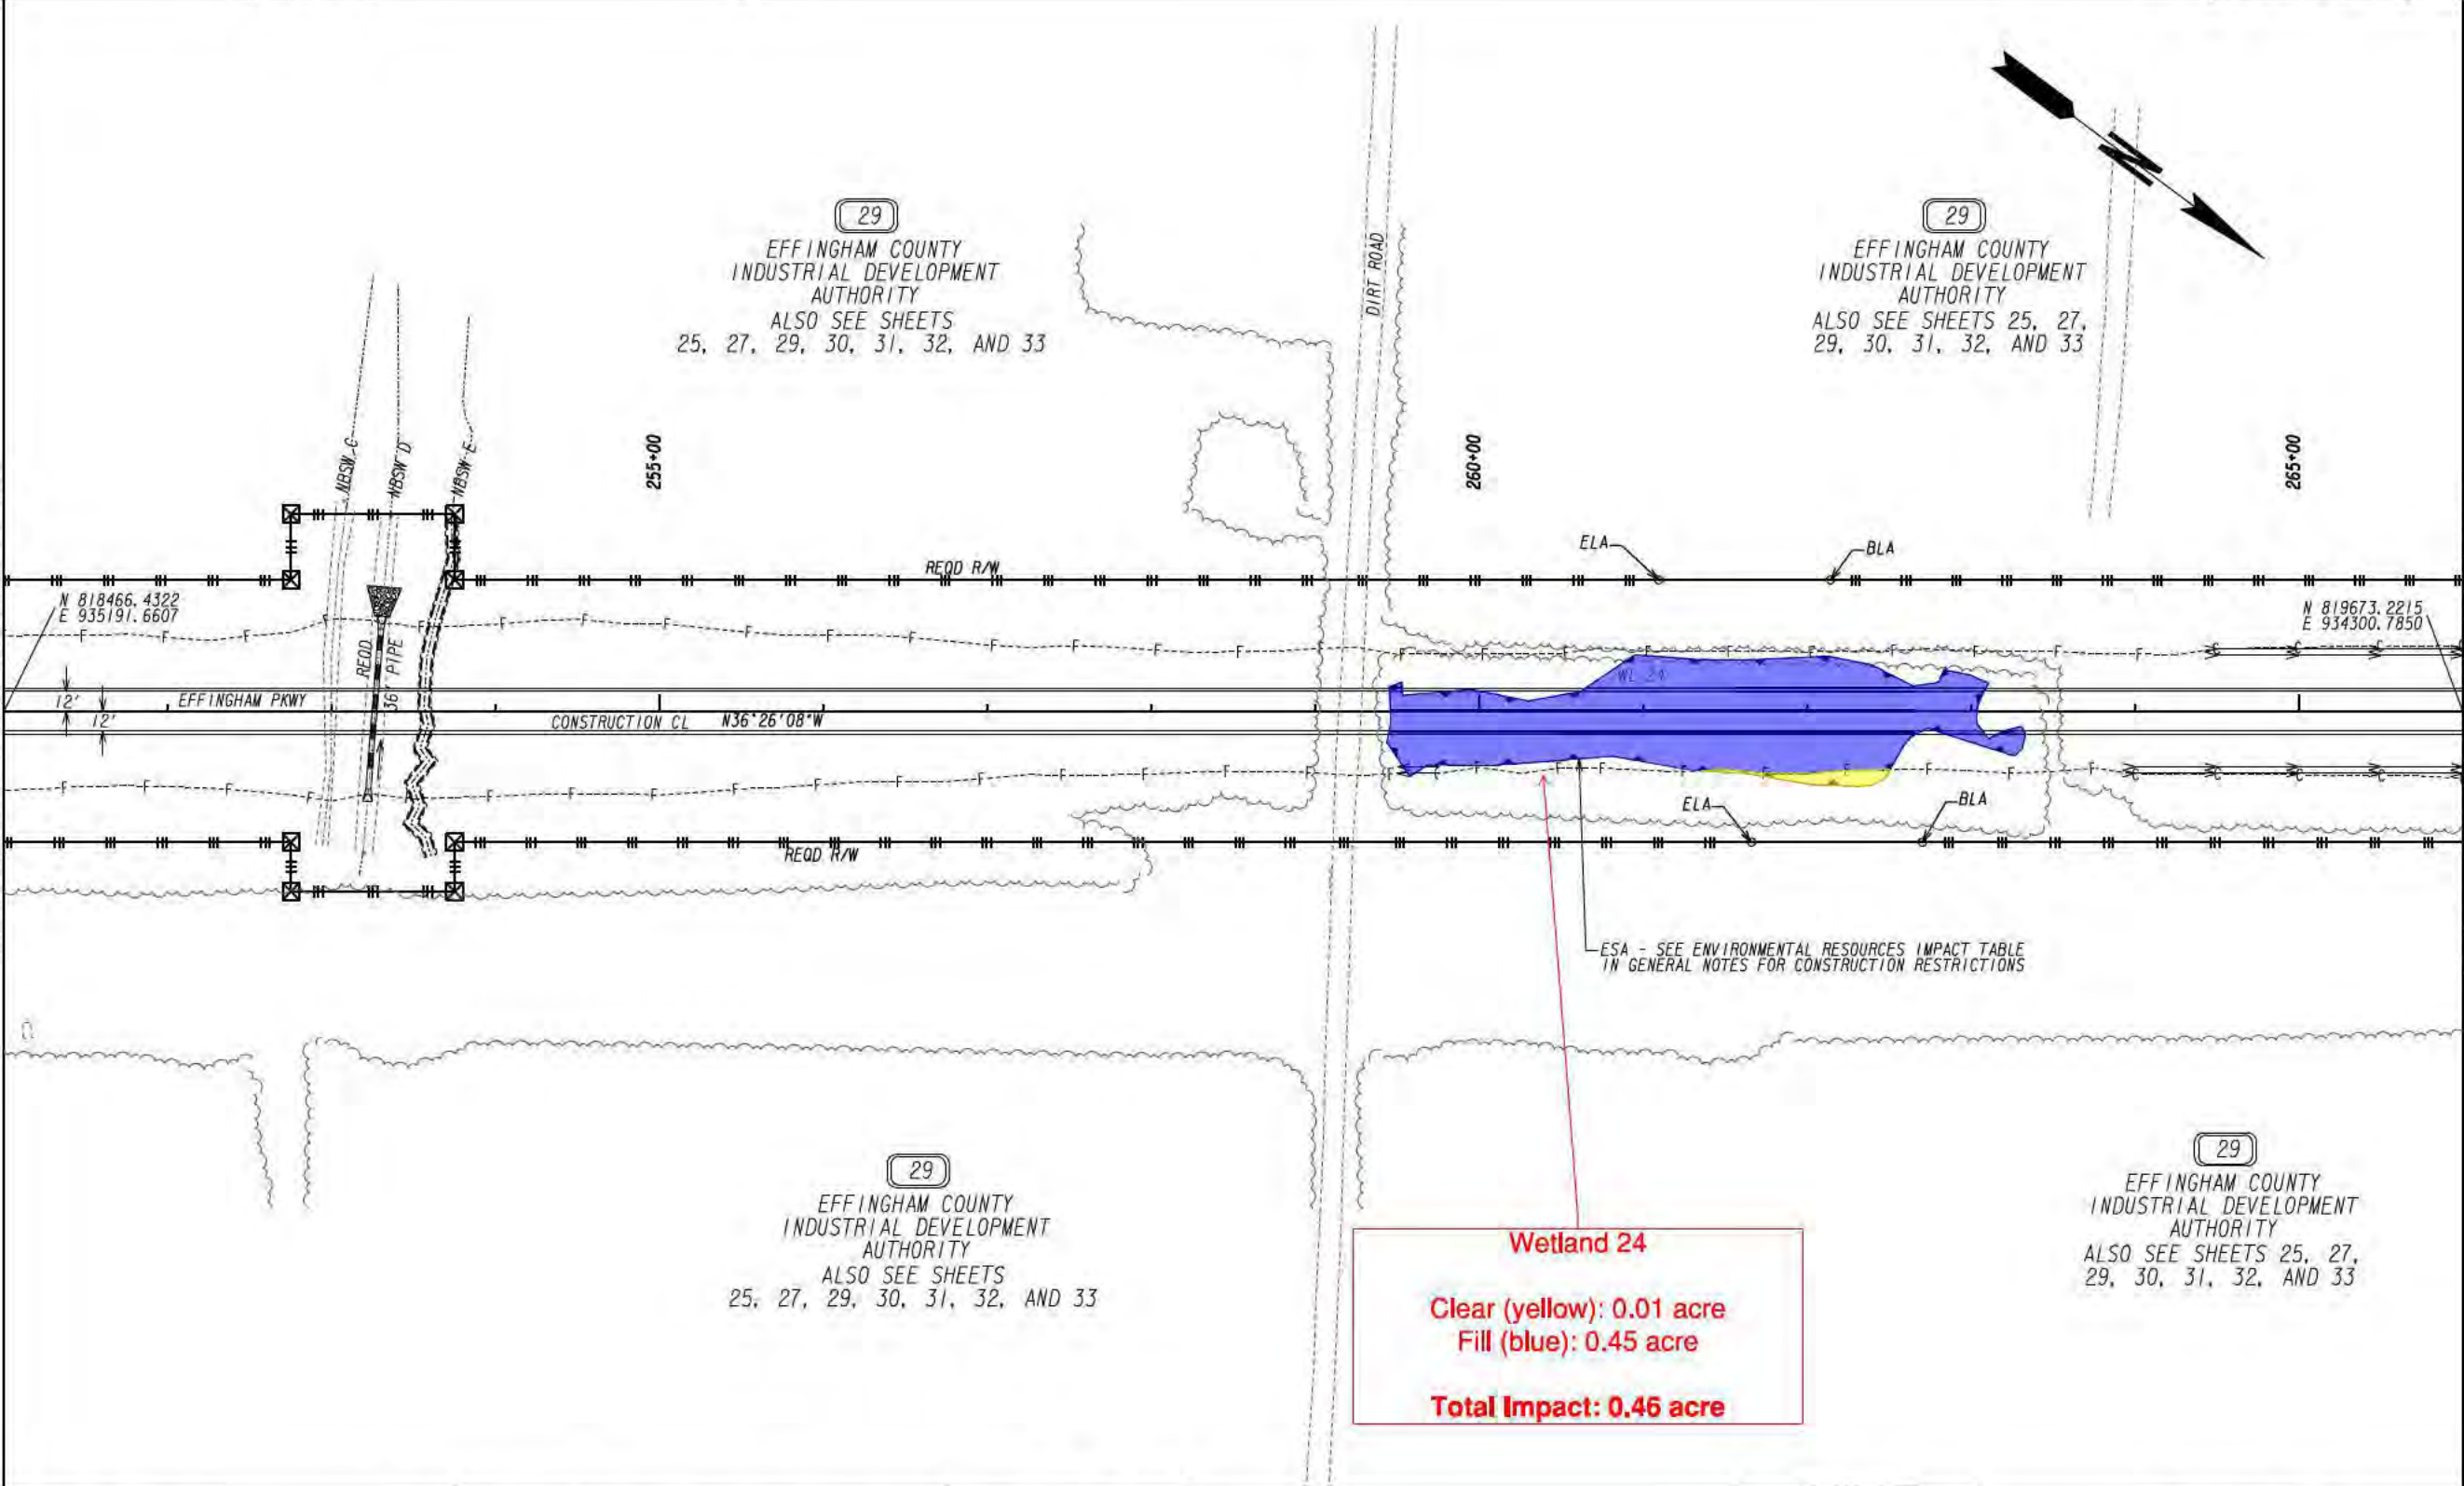 29
EFFINGHAM COUNTY
INDUSTRIAL DEVELOPMENT
AUTHORITY
ALSO SEE SHEETS
25, 27, 29, 30, 31, 32, AND 33
DIRT ROAD
29
EFFINGHAM COUNTY
INDUSTRIAL DEVELOPMENT
AUTHORITY
ALSO SEE SHEETS 25, 27,
29, 30, 31, 32, AND 33
N
NBSW C
NBSW D
NBSW E
255+00
260+00
265+00
ELA
BLA
REQD R/W
N 818466.4322
E 935191.6607
N 819673.2215
E 934300.7850
REQD
36" PIPE
WL 24
12'
EFFINGHAM PKWY
12'
CONSTRUCTION CL N36°26'08"W
ELA
BLA
REQD R/W
ESA - SEE ENVIRONMENTAL RESOURCES IMPACT TABLE
IN GENERAL NOTES FOR CONSTRUCTION RESTRICTIONS
29
EFFINGHAM COUNTY
INDUSTRIAL DEVELOPMENT
AUTHORITY
ALSO SEE SHEETS
25, 27, 29, 30, 31, 32, AND 33
Wetland 24
Clear (yellow): 0.01 acre
Fill (blue): 0.45 acre
Total Impact: 0.46 acre
29
EFFINGHAM COUNTY
INDUSTRIAL DEVELOPMENT
AUTHORITY
ALSO SEE SHEETS 25, 27,
29, 30, 31, 32, AND 33